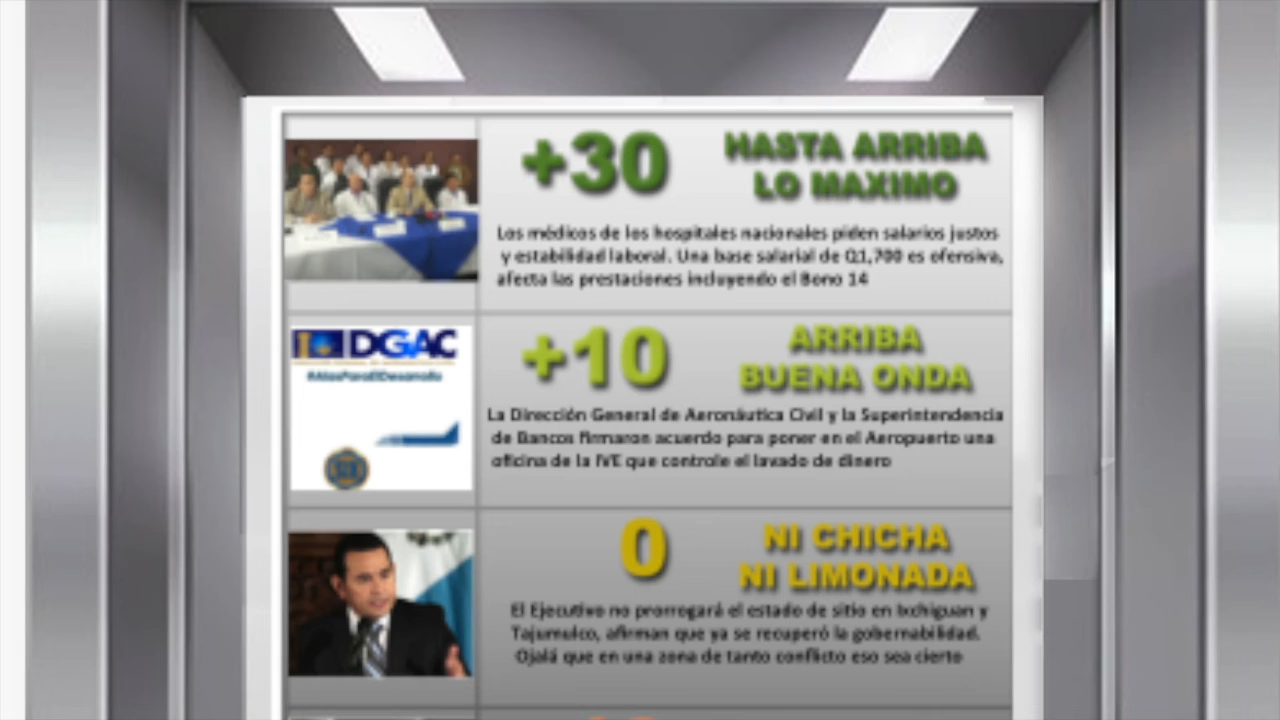 +30
HASTA ARRIBA
LO MAXIMO
Los médicos de los hospitales nacionales piden salarios justos
y estabilidad laboral. Una base salarial de Q1,700 es ofensiva,
afecta las prestaciones incluyendo el Bono 14
DGAC
#AlasParaElDesarrollo
+10
ARRIBA
BUENA ONDA
La Dirección General de Aeronáutica Civil y la Superintendencia
de Bancos firmaron acuerdo para poner en el Aeropuerto una
oficina de la IVE que controle el lavado de dinero
0
NI CHICHA
NI LIMONADA
El Ejecutivo no prorrogará el estado de sitio en Ixchiguan y
Tajumulco, afirman que ya se recuperó la gobernabilidad.
Ojalá que en una zona de tanto conflicto eso sea cierto